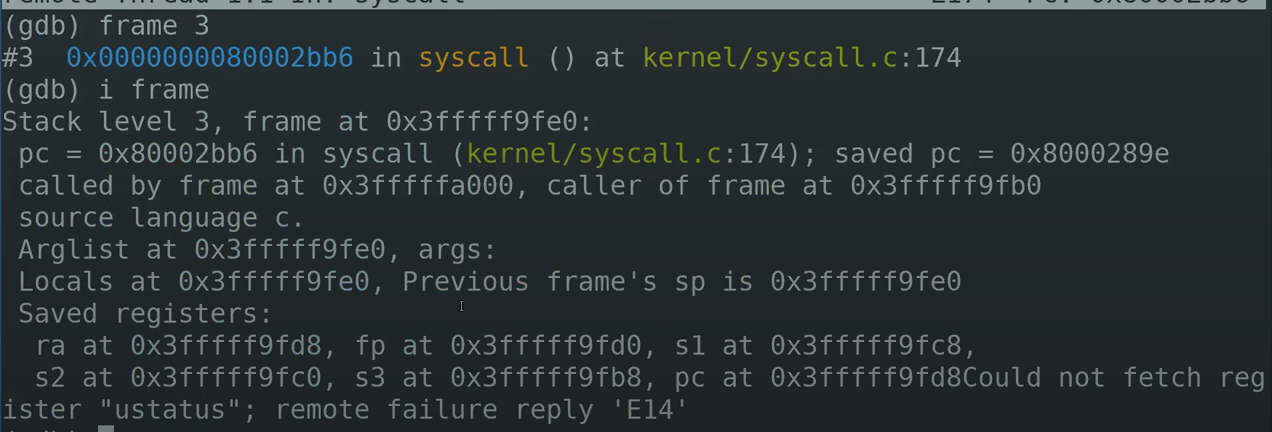 (gdb) frame 3
#3  0x0000000080002bb6 in syscall () at kernel/syscall.c:174
(gdb) i frame
Stack level 3, frame at 0x3fffff9fe0:
 pc = 0x80002bb6 in syscall (kernel/syscall.c:174); saved pc = 0x8000289e
 called by frame at 0x3fffffa000, caller of frame at 0x3fffff9fb0
 source language c.
 Arglist at 0x3fffff9fe0, args:
 Locals at 0x3fffff9fe0, Previous frame's sp is 0x3fffff9fe0
 Saved registers:
  ra at 0x3fffff9fd8, fp at 0x3fffff9fd0, s1 at 0x3fffff9fc8,
  s2 at 0x3fffff9fc0, s3 at 0x3fffff9fb8, pc at 0x3fffff9fd8Could not fetch reg
ister "ustatus"; remote failure reply 'E14'